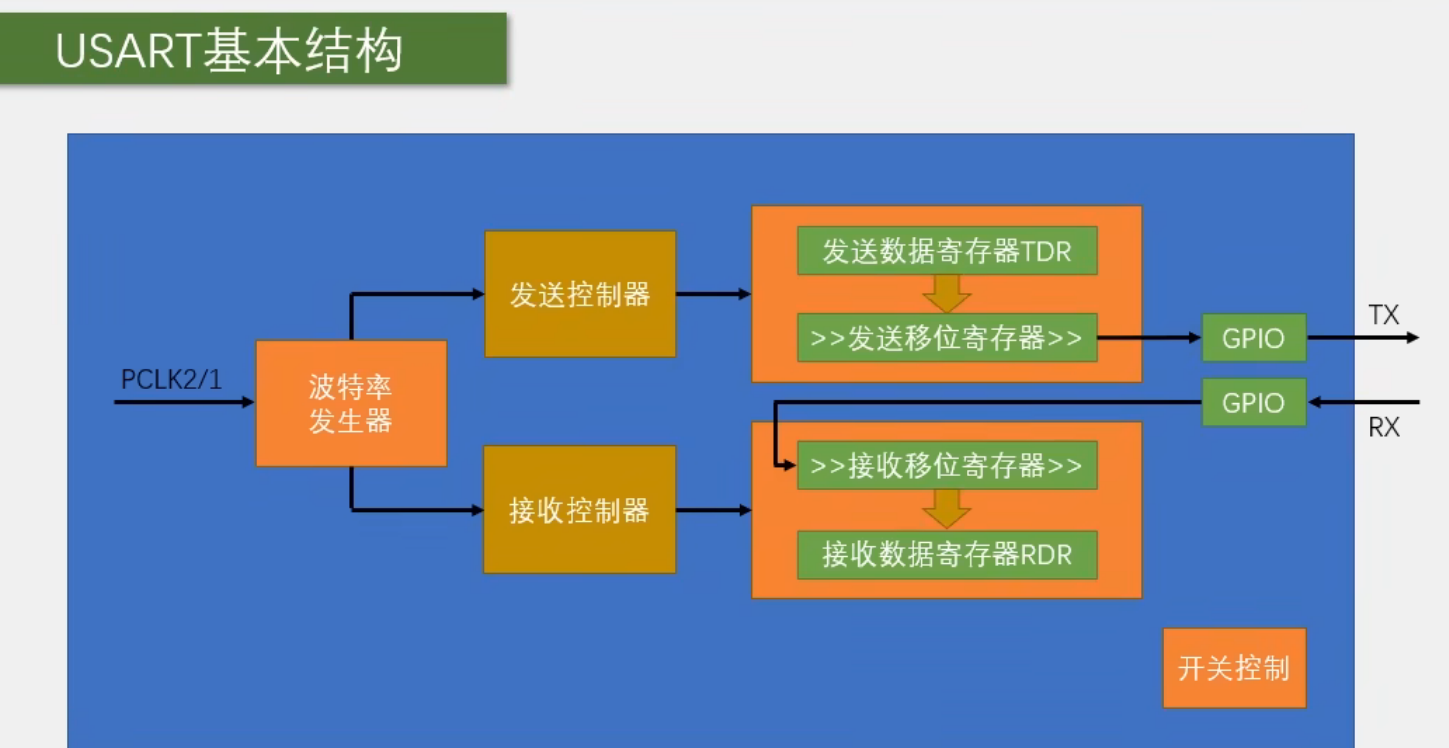 USART基本结构
发送数据寄存器TDR
发送控制器
>>发送移位寄存器>>
TX
GPIO
PCLK2/1
波特率
发生器
GPIO
RX
>>接收移位寄存器>>
接收控制器
接收数据寄存器RDR
开关控制